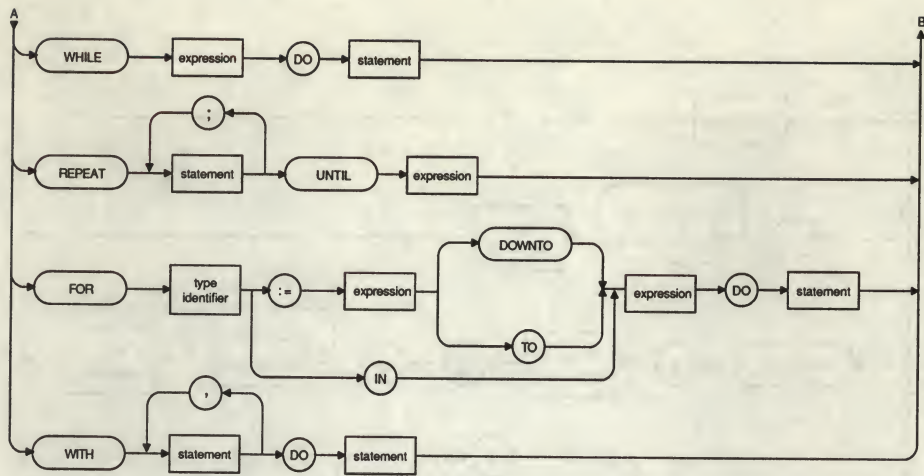 A B
WHILE expression DO statement
;
REPEAT statement UNTIL expression
DOWNTO
FOR type identifier := expression expression DO statement
TO
IN
,
WITH statement DO statement